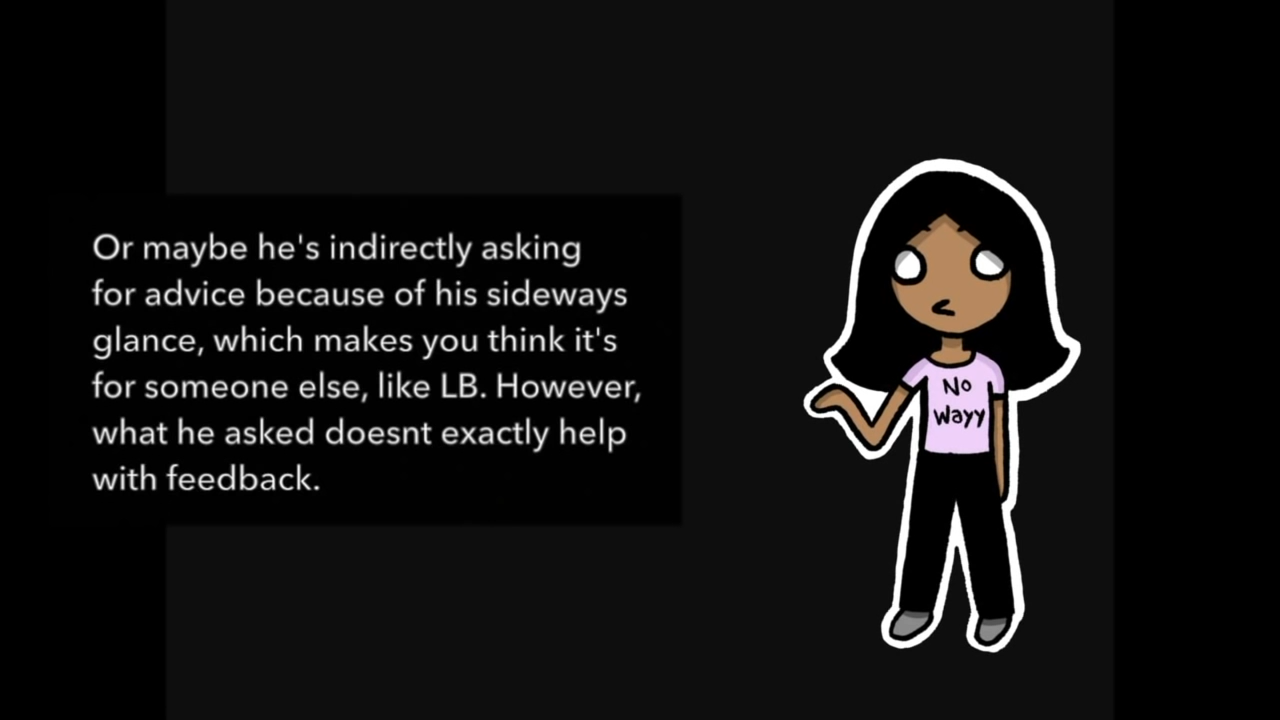 Or maybe he's indirectly asking
for advice because of his sideways
glance, which makes you think it's
for someone else, like LB. However,
what he asked doesnt exactly help
with feedback.
No
Wayy